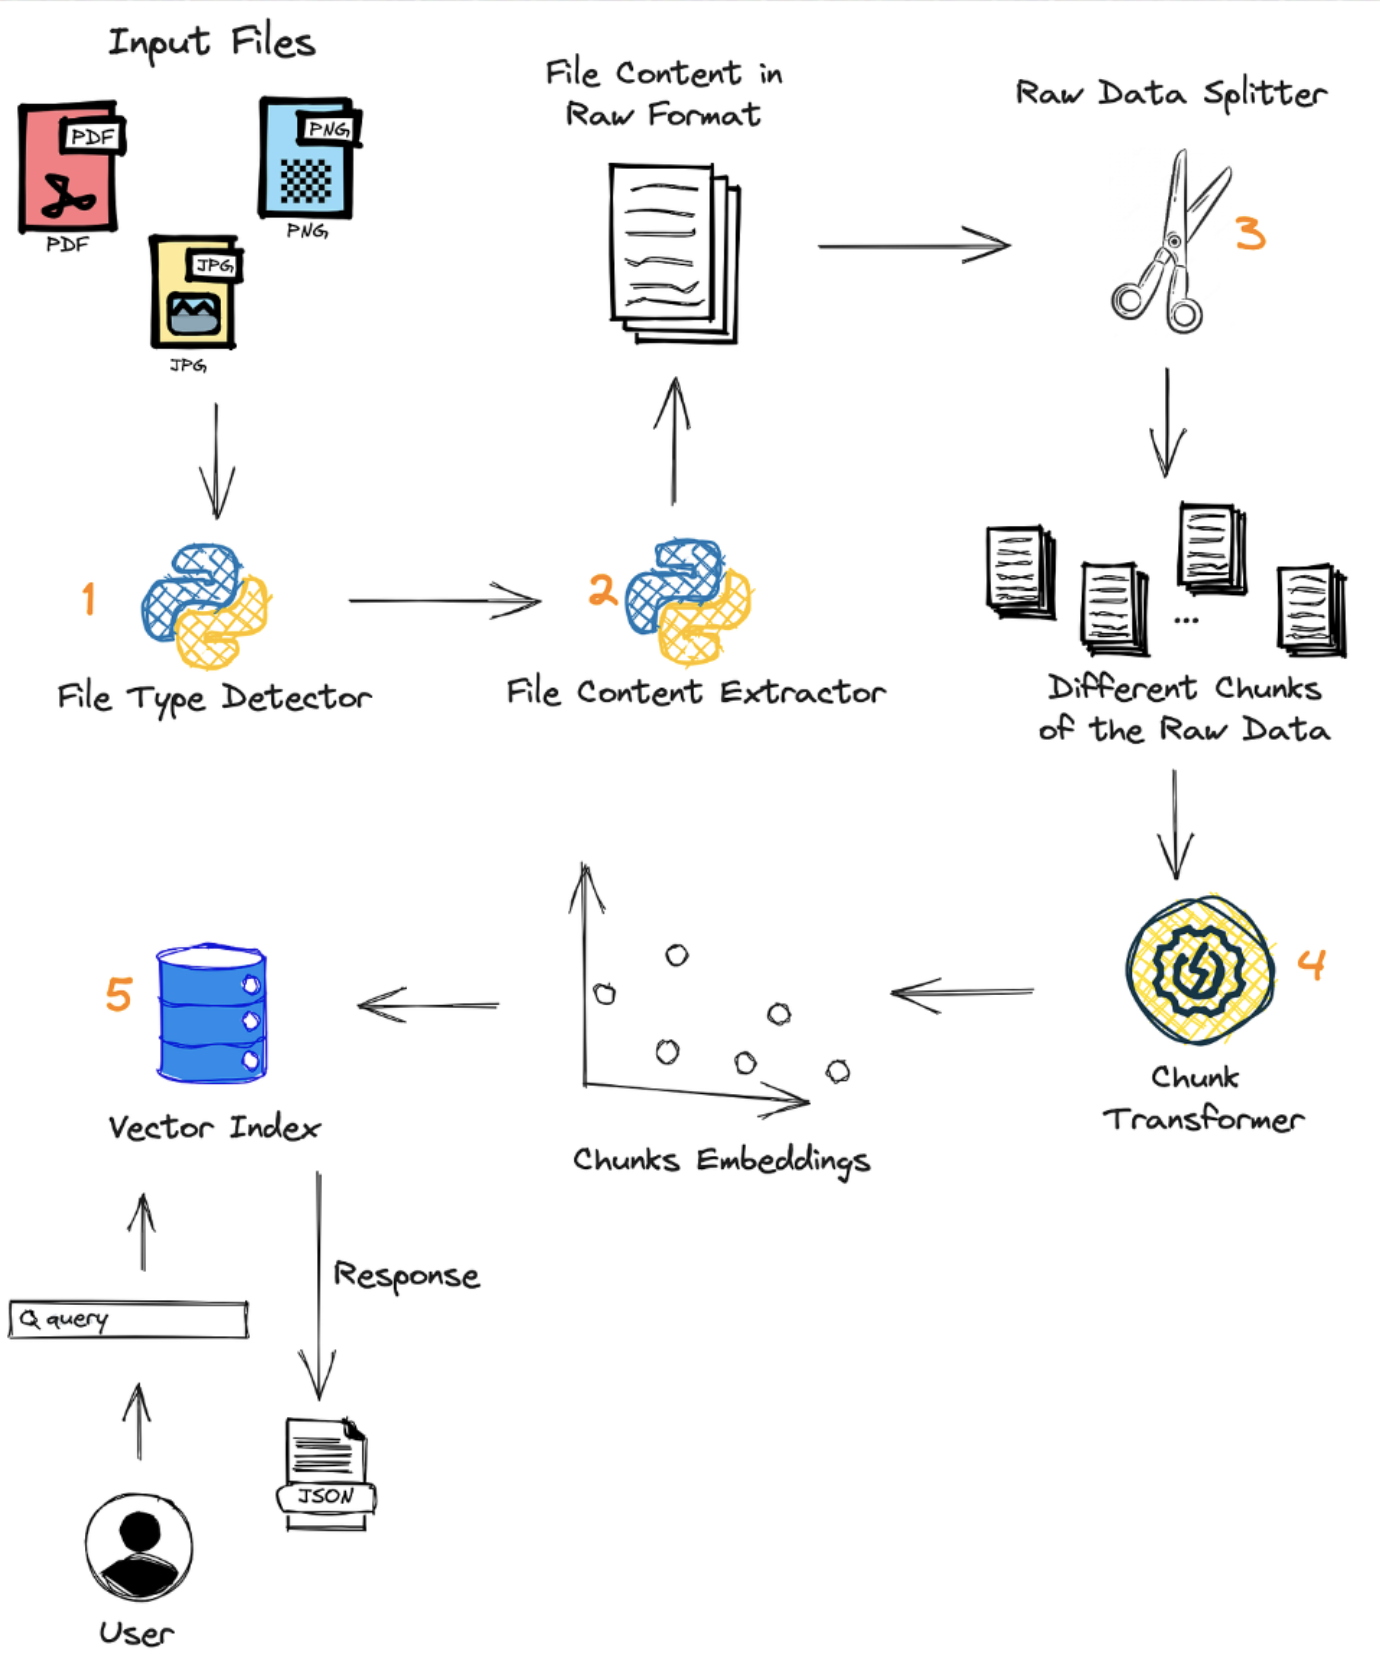 Input Files
PDF
PDF
PNG
PNG
JPG
JPG
File Content in
Raw Format
Raw Data Splitter
3
1
File Type Detector
2
File Content Extractor
...
Different Chunks
of the Raw Data
4
Chunk
Transformer
Chunks Embeddings
5
Vector Index
Response
Q query
JSON
User